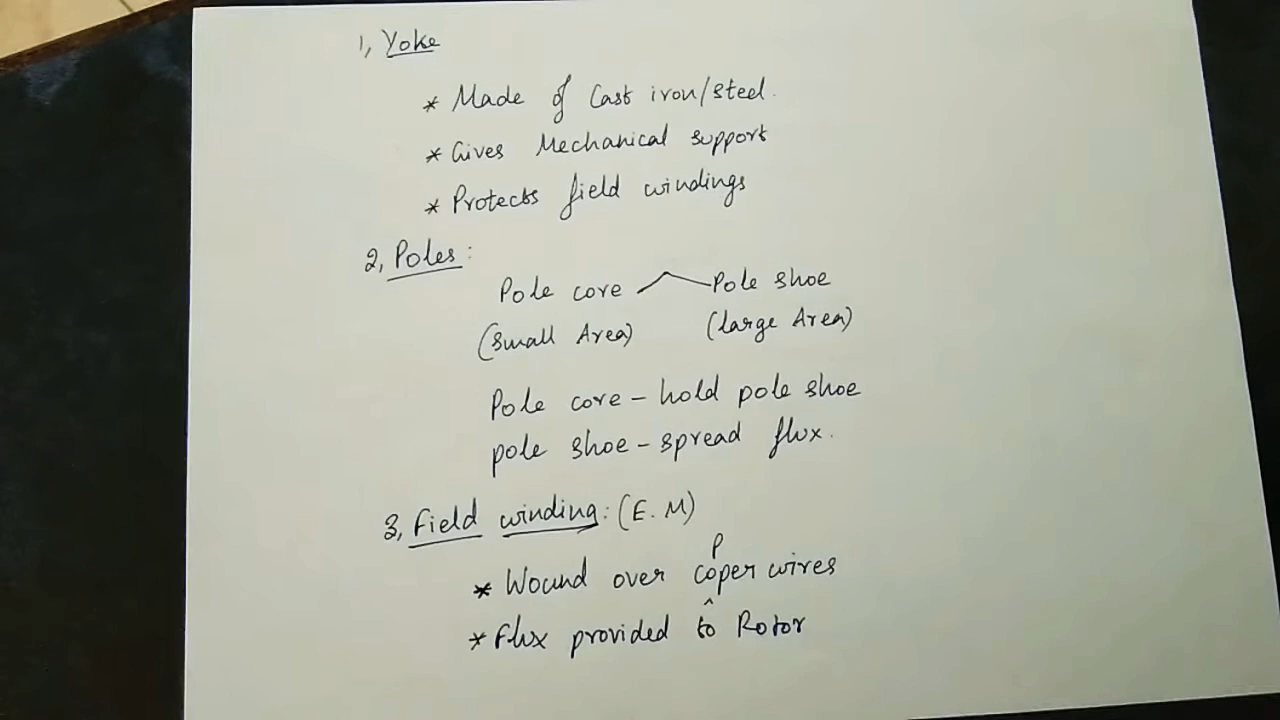 1, Yoke
* Made of Cast iron/steel.
* Gives Mechanical support
* Protects field windings
2, Poles:
Pole core Pole shoe
(small Area) (large Area)
Pole core - hold pole shoe
pole shoe - spread flux.
3, Field winding: (E.M)
P
* Wound over coper wires
^
* Flux provided to Rotor